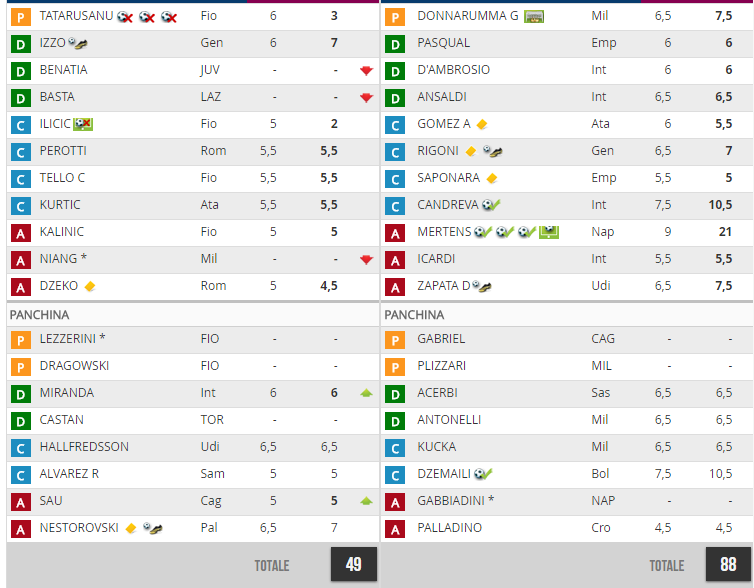 P TATARUSANU Fio 6 3
D IZZO Gen 6 7
D BENATIA JUV - -
D BASTA LAZ - -
C ILICIC Fio 5 2
C PEROTTI Rom 5,5 5,5
C TELLO C Fio 5,5 5,5
C KURTIC Ata 5,5 5,5
A KALINIC Fio 5 5
A NIANG * Mil - -
A DZEKO Rom 5 4,5
PANCHINA
P LEZZERINI * FIO - -
P DRAGOWSKI FIO - -
D MIRANDA Int 6 6
D CASTAN TOR - -
C HALLFREDSSON Udi 6,5 6,5
C ALVAREZ R Sam 5 5
A SAU Cag 5 5
A NESTOROVSKI Pal 6,5 7
TOTALE 49
P DONNARUMMA G Mil 6,5 7,5
D PASQUAL Emp 6 6
D D'AMBROSIO Int 6 6
D ANSALDI Int 6,5 6,5
C GOMEZ A Ata 6 5,5
C RIGONI Gen 6,5 7
C SAPONARA Emp 5,5 5
C CANDREVA Int 7,5 10,5
A MERTENS Nap 9 21
A ICARDI Int 5,5 5,5
A ZAPATA D Udi 6,5 7,5
PANCHINA
P GABRIEL CAG - -
P PLIZZARI MIL - -
D ACERBI Sas 6,5 6,5
D ANTONELLI Mil 6,5 6,5
C KUCKA Mil 6,5 6,5
C DZEMAILI Bol 7,5 10,5
A GABBIADINI * NAP - -
A PALLADINO Cro 4,5 4,5
TOTALE 88